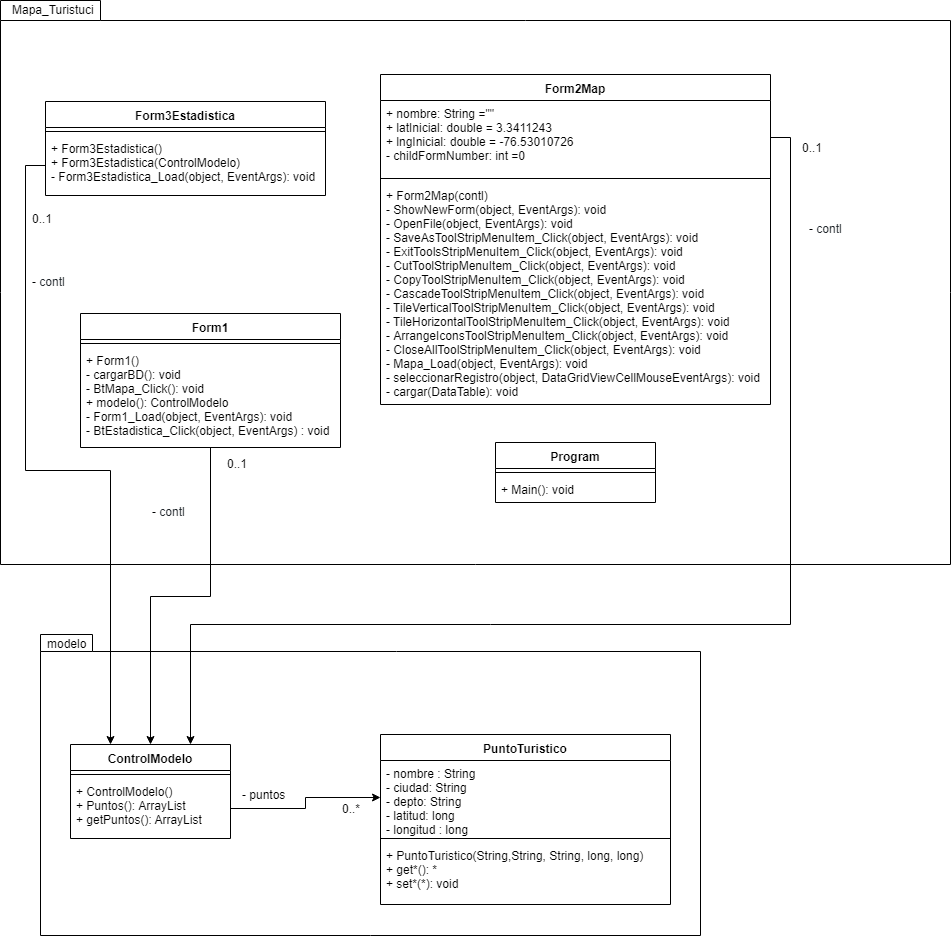 Mapa_Turistuci
Form3Estadistica
+ Form3Estadistica()
+ Form3Estadistica(ControlModelo)
- Form3Estadistica_Load(object, EventArgs): void
0..1
- contl
Form2Map
+ nombre: String =""
+ latInicial: double = 3.3411243
+ lngInicial: double = -76.53010726
- childFormNumber: int =0
+ Form2Map(contl)
- ShowNewForm(object, EventArgs): void
- OpenFile(object, EventArgs): void
- SaveAsToolStripMenuItem_Click(object, EventArgs): void
- ExitToolsStripMenuItem_Click(object, EventArgs): void
- CutToolStripMenuItem_Click(object, EventArgs): void
- CopyToolStripMenuItem_Click(object, EventArgs): void
- CascadeToolStripMenuItem_Click(object, EventArgs): void
- TileVerticalToolStripMenuItem_Click(object, EventArgs): void
- TileHorizontalToolStripMenuItem_Click(object, EventArgs): void
- ArrangeIconsToolStripMenuItem_Click(object, EventArgs): void
- CloseAllToolStripMenuItem_Click(object, EventArgs): void
- Mapa_Load(object, EventArgs): void
- seleccionarRegistro(object, DataGridViewCellMouseEventArgs): void
- cargar(DataTable): void
0..1
- contl
Form1
+ Form1()
- cargarBD(): void
- BtMapa_Click(): void
+ modelo(): ControlModelo
- Form1_Load(object, EventArgs): void
- BtEstadistica_Click(object, EventArgs) : void
0..1
- contl
Program
+ Main(): void
modelo
ControlModelo
+ ControlModelo()
+ Puntos(): ArrayList
+ getPuntos(): ArrayList
- puntos
0..*
PuntoTuristico
- nombre : String
- ciudad: String
- depto: String
- latitud: long
- longitud : long
+ PuntoTuristico(String,String, String, long, long)
+ get*(): *
+ set*(*): void